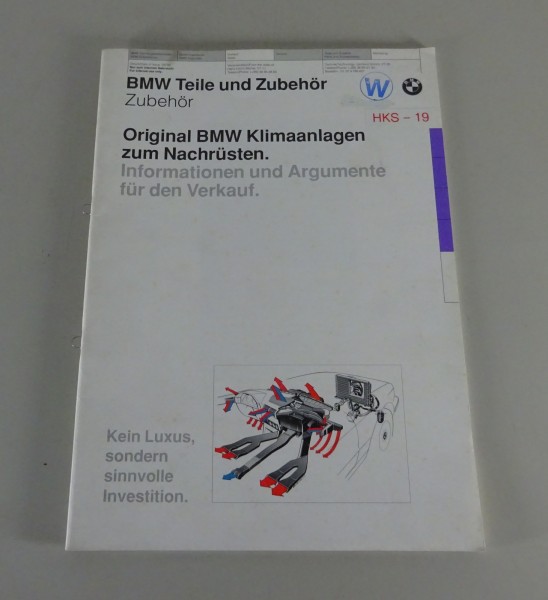 BMW Teile und Zubehör
Zubehör
W
HKS - 19
Original BMW Klimaanlagen
zum Nachrüsten.
Informationen und Argumente
für den Verkauf.
Kein Luxus,
sondern
sinnvolle
Investition.